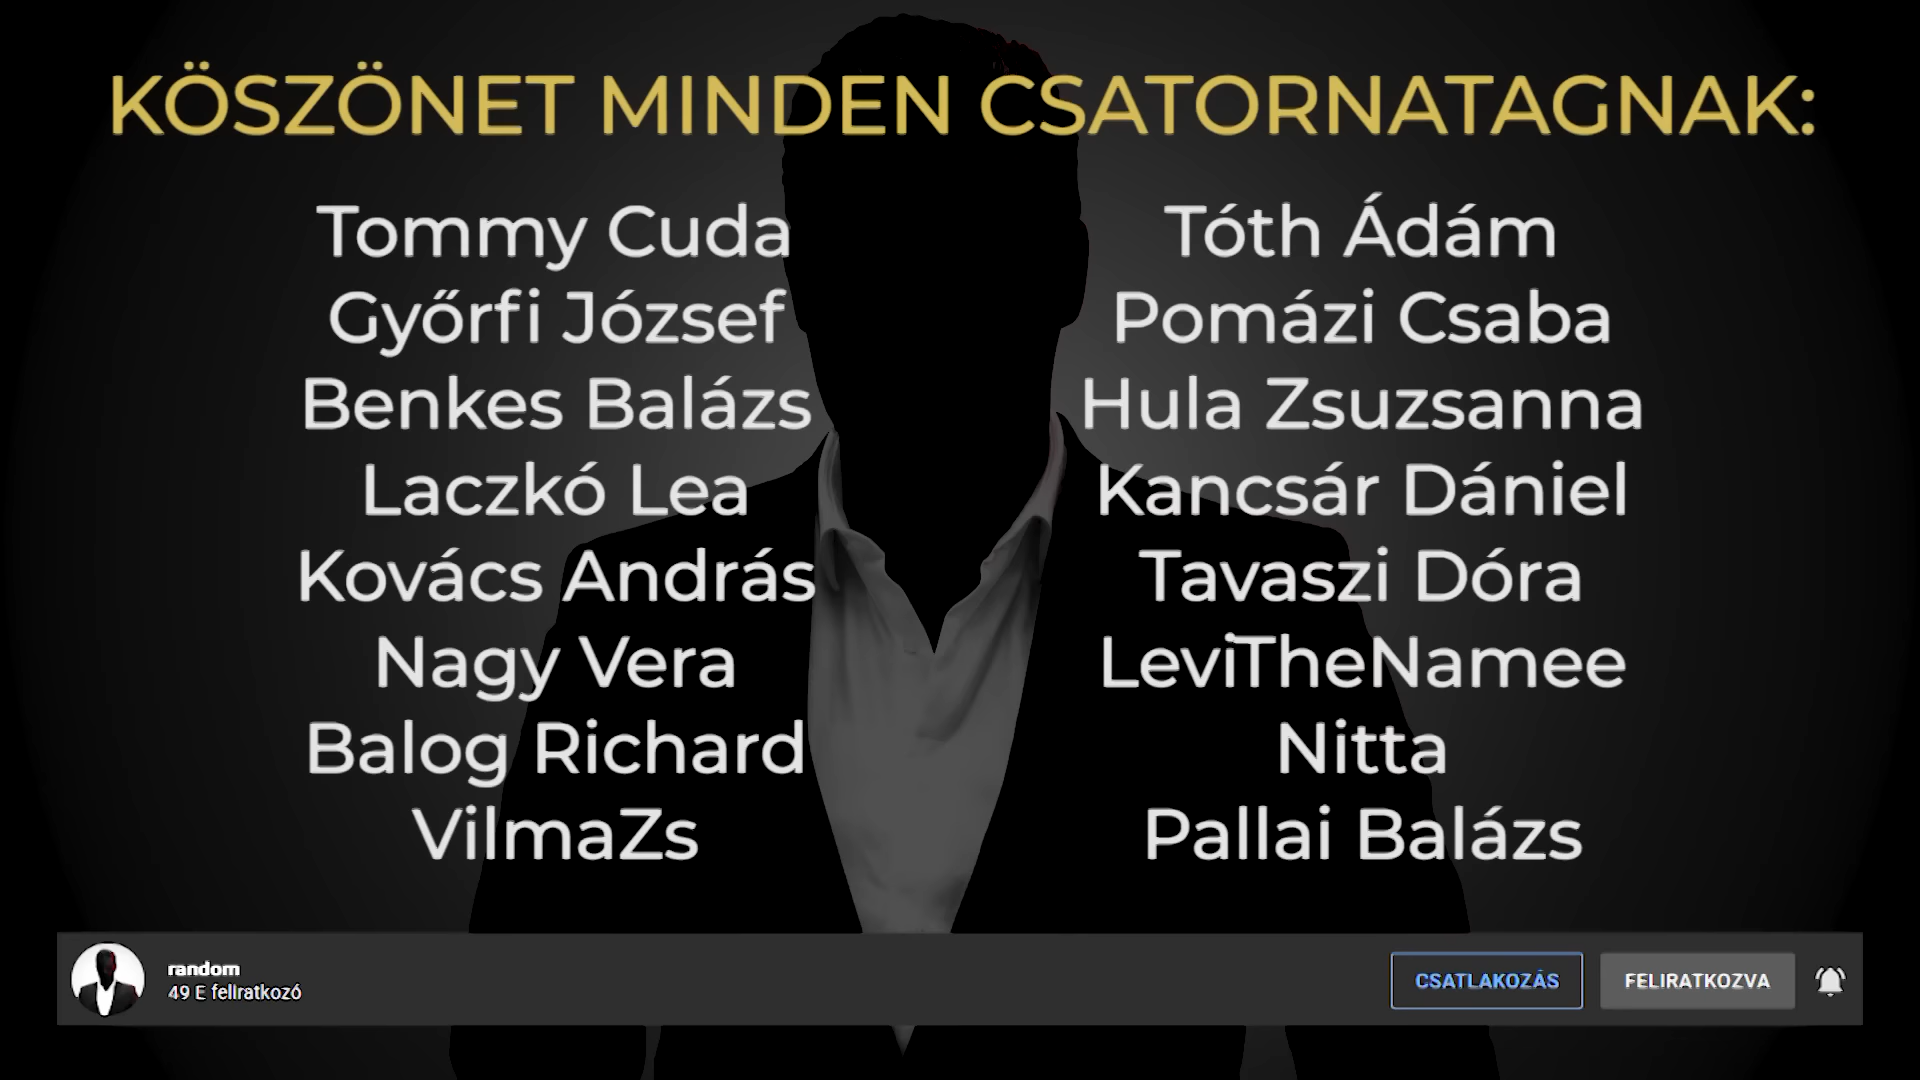 KÖSZÖNET MINDEN CSATORNATAGNAK:
Tommy Cuda
Győrfi József
Benkes Balázs
Laczkó Lea
Kovács András
Nagy Vera
Balog Richard
VilmaZs
Tóth Ádám
Pomázi Csaba
Hula Zsuzsanna
Kancsár Dániel
Tavaszi Dóra
LeviTheNamee
Nitta
Pallai Balázs
random
49 E feliratkozó
CSATLAKOZÁS
FELIRATKOZVA